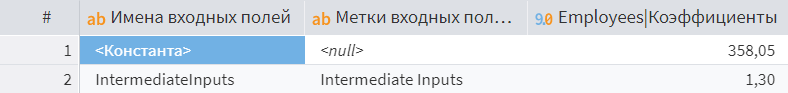 # ab Имена входных полей ab Метки входных пол... 9.0 Employees|Коэффициенты
1 <Константа> <null> 358,05
2 IntermediateInputs Intermediate Inputs 1,30